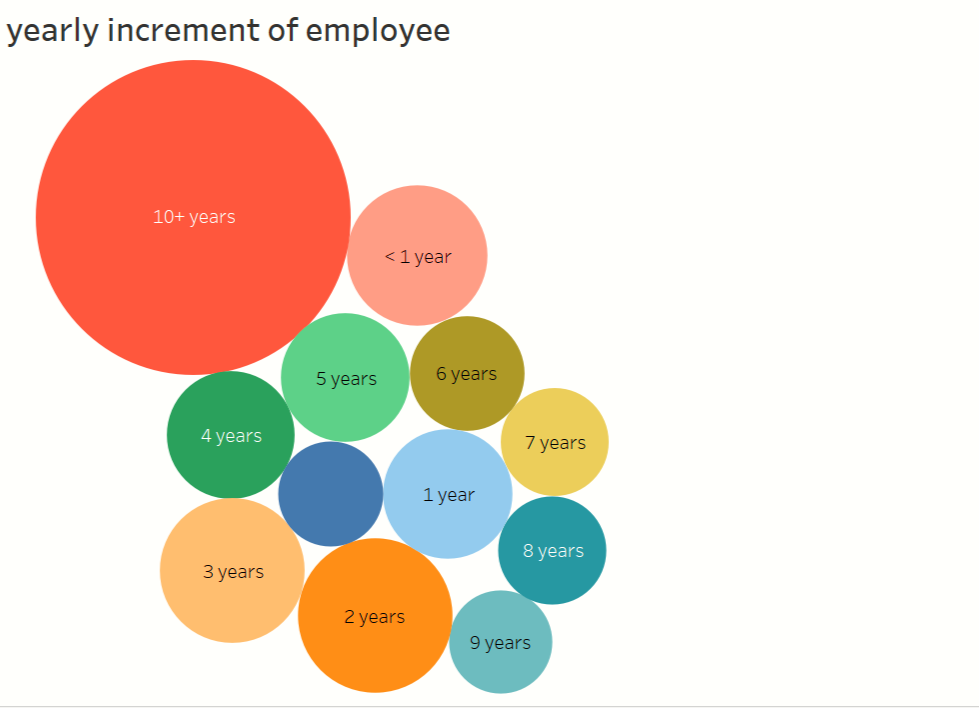 yearly increment of employee
10+ years
< 1 year
5 years
6 years
4 years
7 years
1 year
8 years
3 years
2 years
9 years